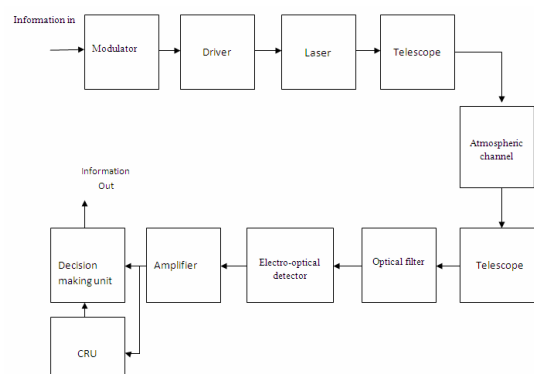 Information in
Modulator
Driver
Laser
Telescope
Atmospheric
channel
Telescope
Optical filter
Electro-optical
detector
Amplifier
Decision
making unit
Information
Out
CRU